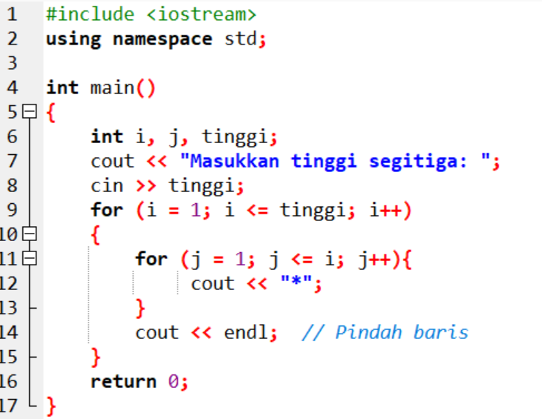 1 #include <iostream>
2 using namespace std;
3
4 int main()
5 {
6 int i, j, tinggi;
7 cout << "Masukkan tinggi segitiga: ";
8 cin >> tinggi;
9 for (i = 1; i <= tinggi; i++)
10 {
11 for (j = 1; j <= i; j++){
12 cout << "*";
13 }
14 cout << endl; // Pindah baris
15 }
16 return 0;
17 }